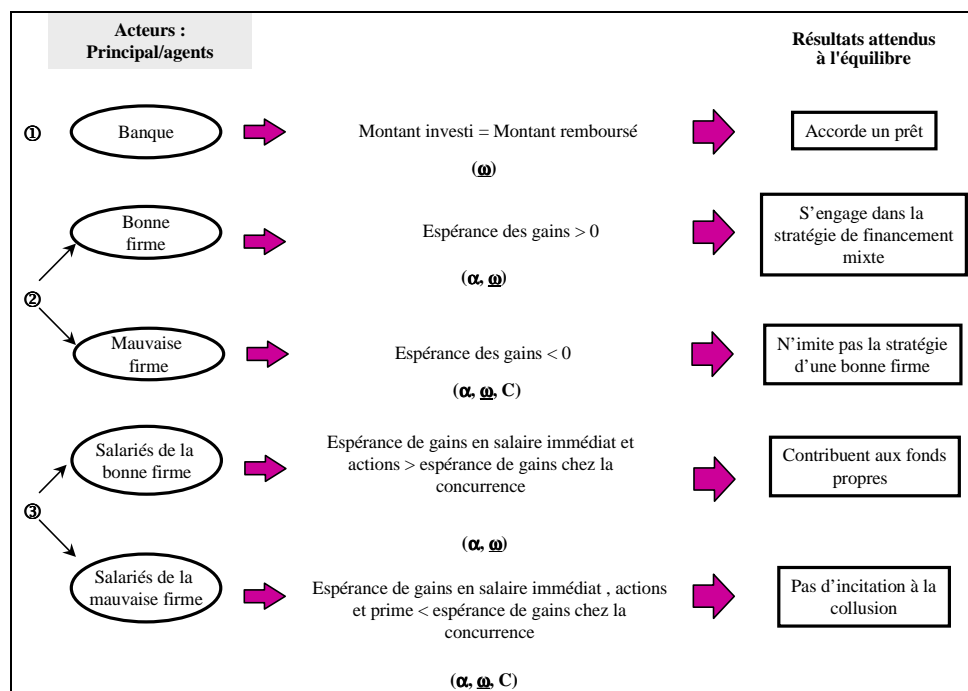 Acteurs :
Principal/agents
Résultats attendus
à l'équilibre
①
Banque
Montant investi = Montant remboursé
(ω)
Accorde un prêt
②
Bonne
firme
Espérance des gains > 0
(α, ω)
S'engage dans la
stratégie de financement
mixte
Mauvaise
firme
Espérance des gains < 0
(α, ω, C)
N'imite pas la stratégie
d'une bonne firme
③
Salariés de la
bonne firme
Espérance de gains en salaire immédiat et
actions > espérance de gains chez la
concurrence
(α, ω)
Contribuent aux fonds
propres
Salariés de la
mauvaise firme
Espérance de gains en salaire immédiat , actions
et prime < espérance de gains chez la
concurrence
(α, ω, C)
Pas d'incitation à la
collusion